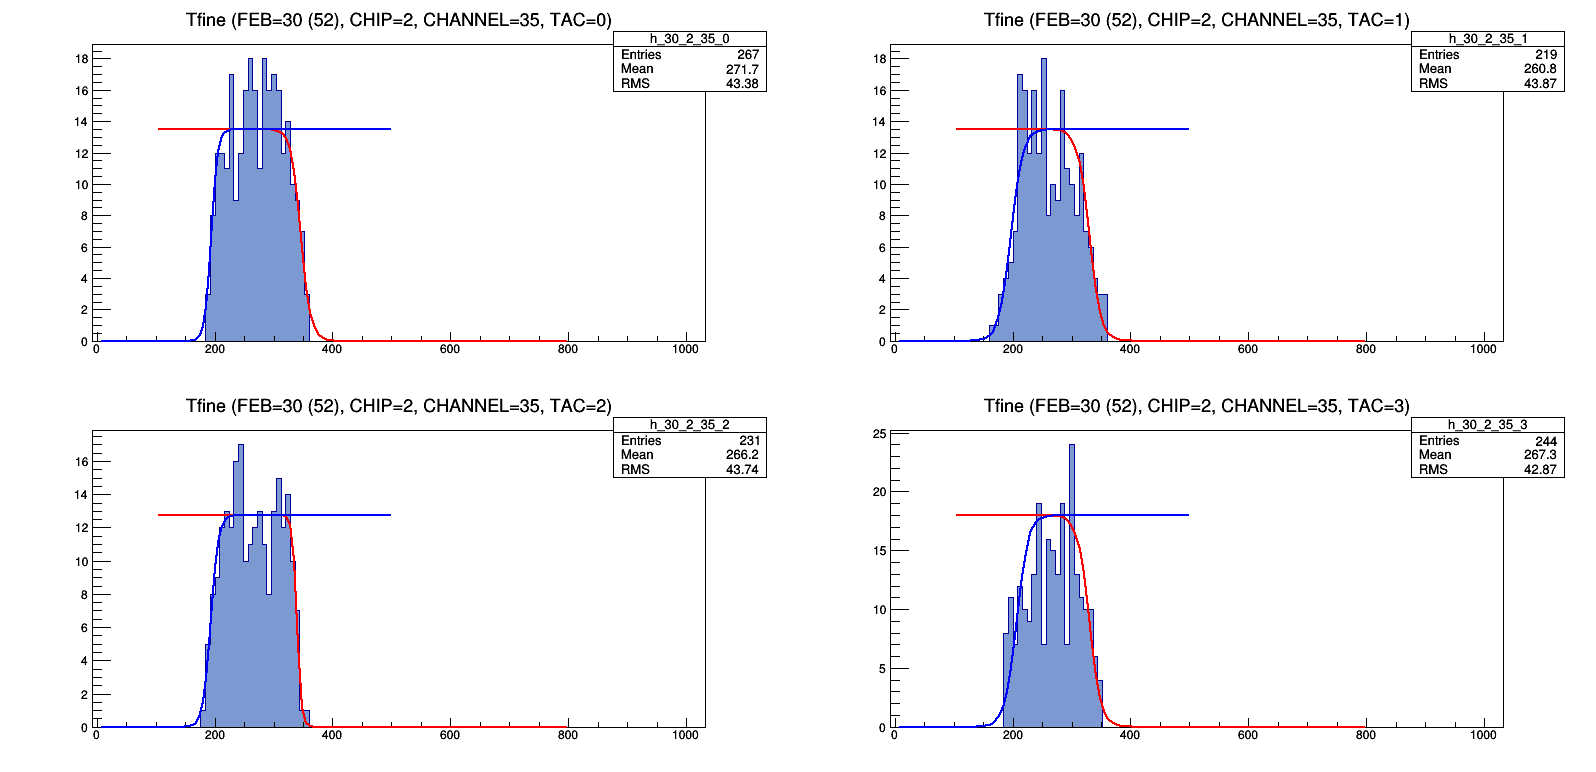 Tfine (FEB=30 (52), CHIP=2, CHANNEL=35, TAC=0)
h_30_2_35_0
Entries 267
Mean 271.7
RMS 43.38
18
16
14
12
10
8
6
4
2
0
0 200 400 600 800 1000
Tfine (FEB=30 (52), CHIP=2, CHANNEL=35, TAC=1)
h_30_2_35_1
Entries 219
Mean 260.8
RMS 43.87
18
16
14
12
10
8
6
4
2
0
0 200 400 600 800 1000
Tfine (FEB=30 (52), CHIP=2, CHANNEL=35, TAC=2)
h_30_2_35_2
Entries 231
Mean 266.2
RMS 43.74
16
14
12
10
8
6
4
2
0
0 200 400 600 800 1000
Tfine (FEB=30 (52), CHIP=2, CHANNEL=35, TAC=3)
h_30_2_35_3
Entries 244
Mean 267.3
RMS 42.87
25
20
15
10
5
0
0 200 400 600 800 1000